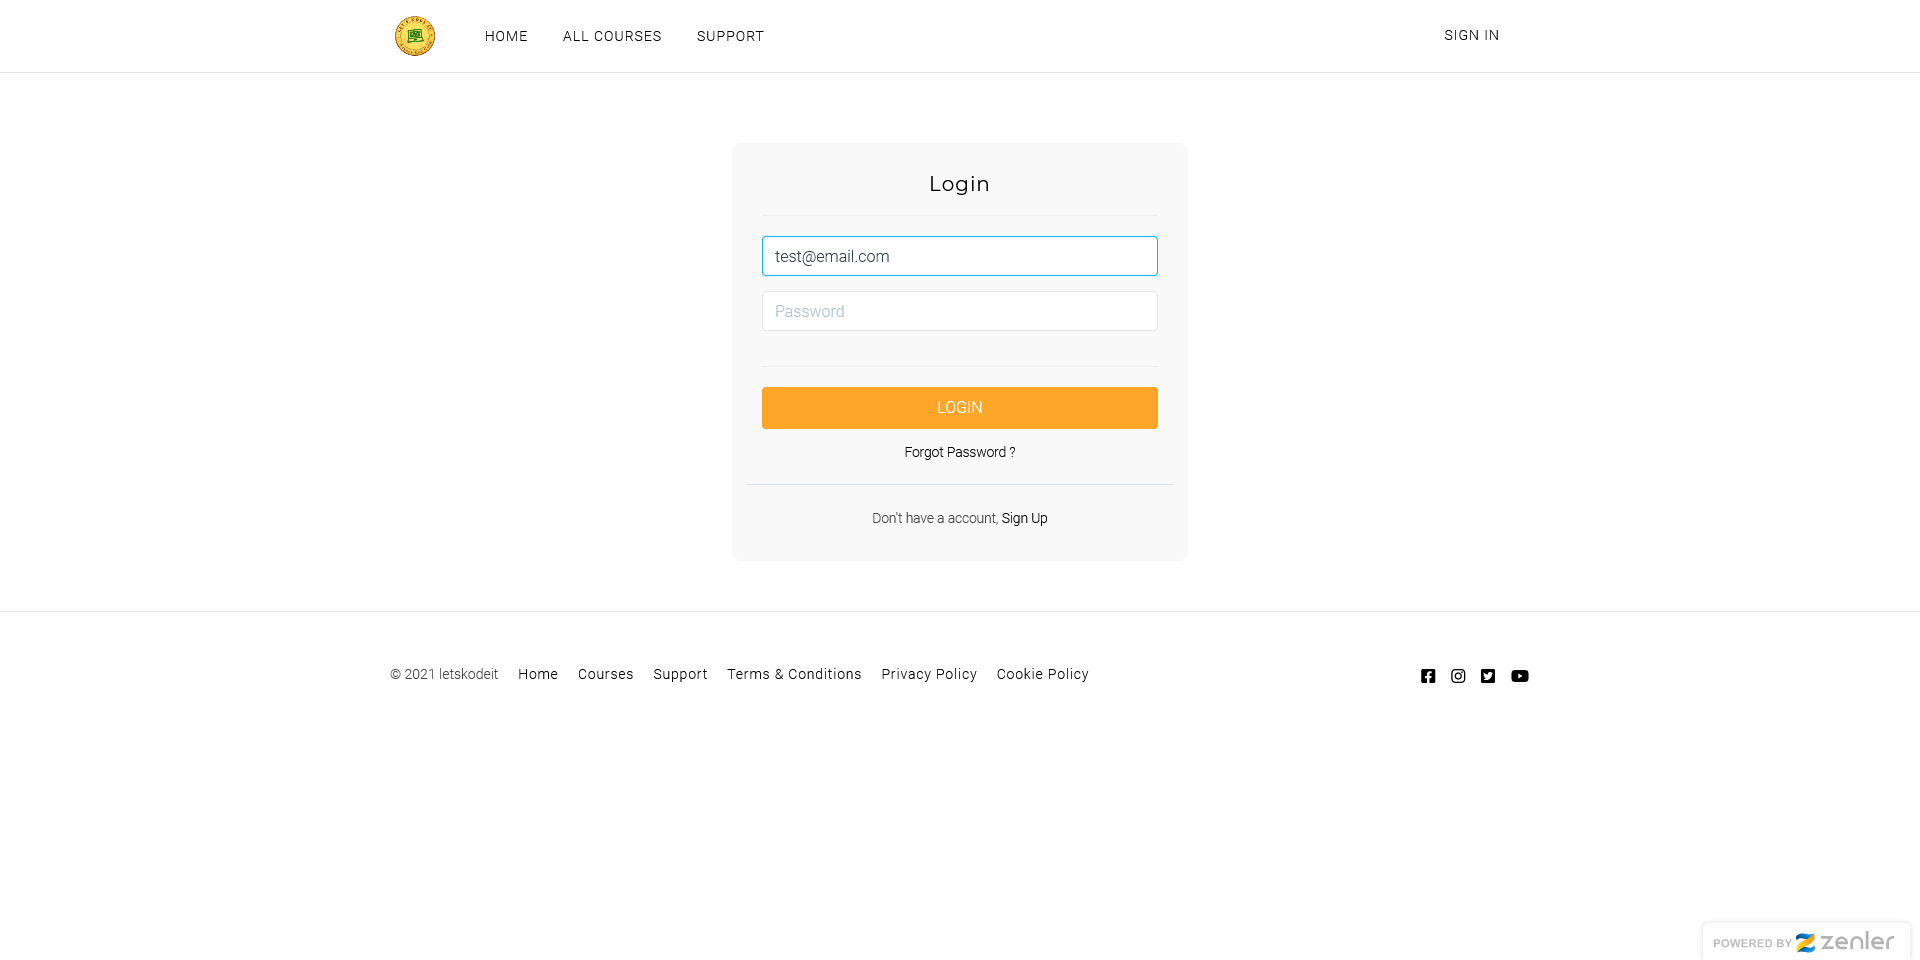 HOME ALL COURSES SUPPORT SIGN IN
Login
test@email.com
Password
LOGIN
Forgot Password ?
Don't have a account, Sign Up
© 2021 letskodeit Home Courses Support Terms & Conditions Privacy Policy Cookie Policy
POWERED BY zenler